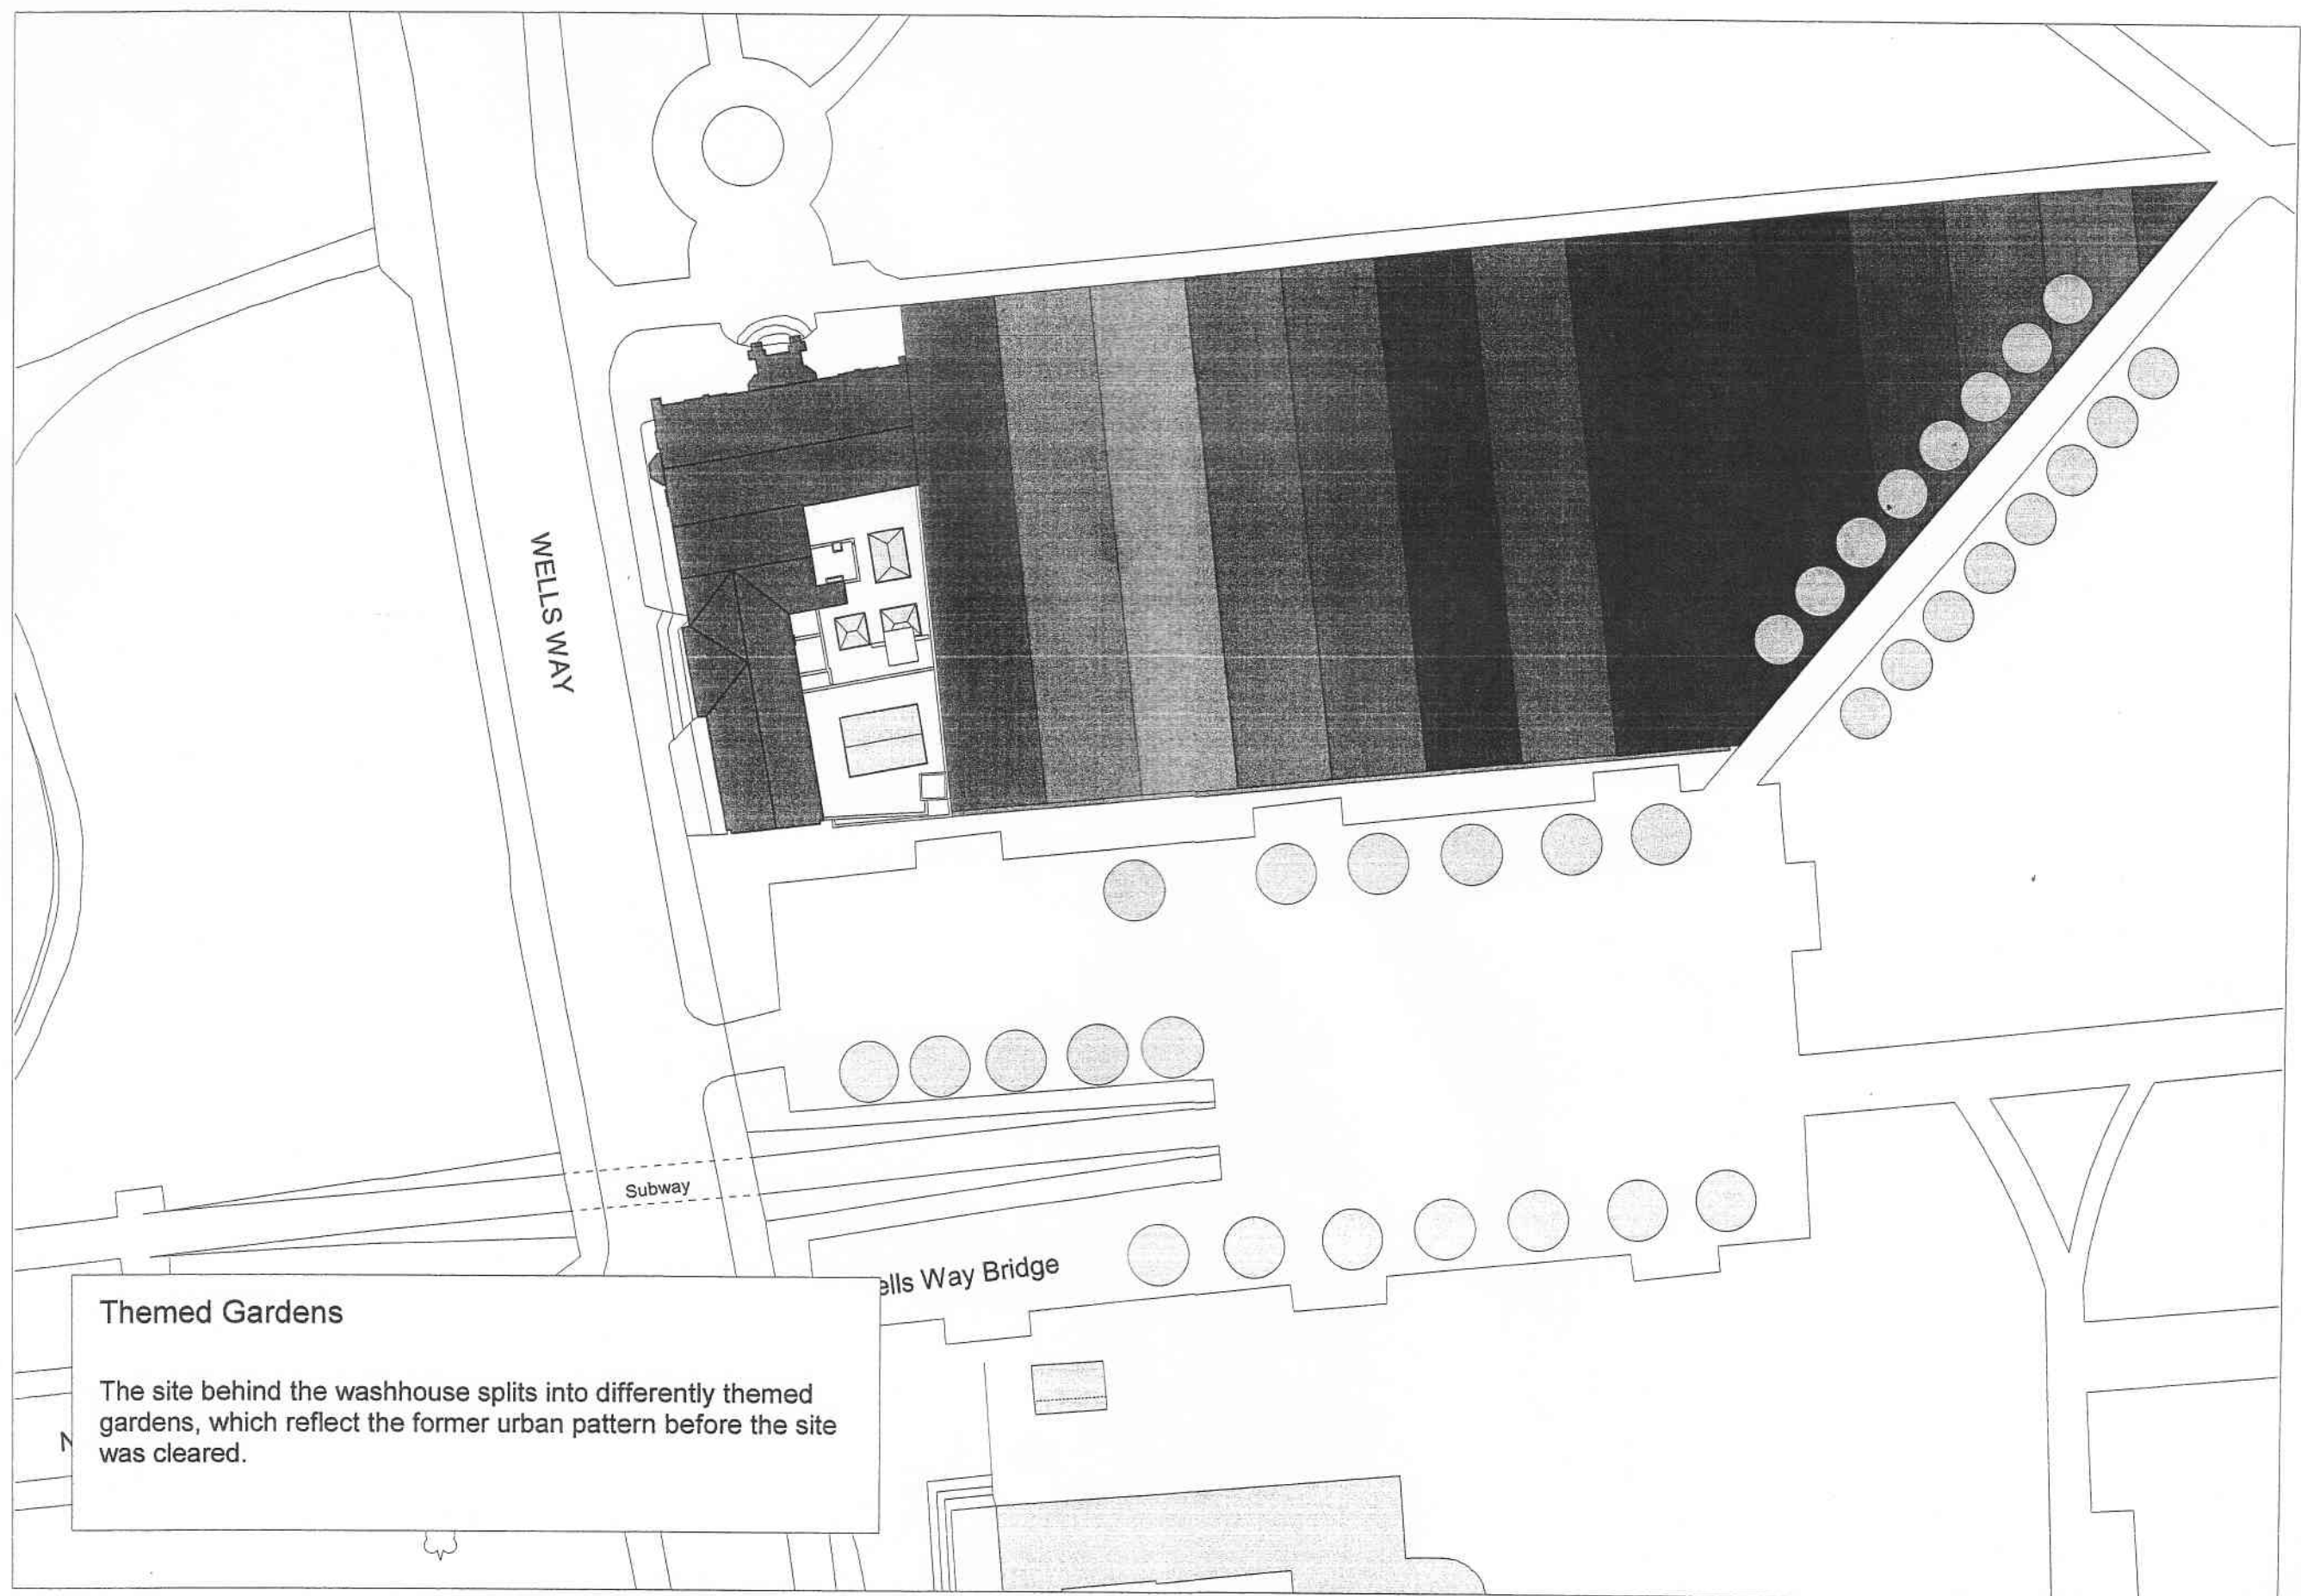 WELLS WAY
Subway
ells Way Bridge
Themed Gardens
The site behind the washhouse splits into differently themed
gardens, which reflect the former urban pattern before the site
was cleared.
N